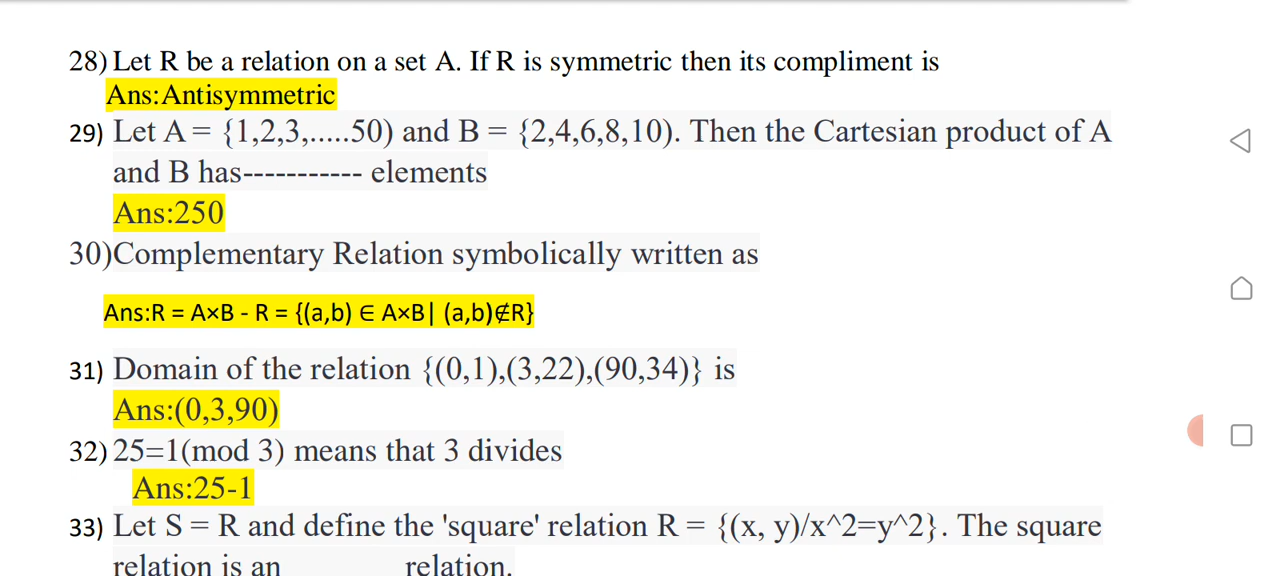 28) Let R be a relation on a set A. If R is symmetric then its compliment is
Ans:Antisymmetric
29) Let A = {1,2,3,.....50) and B = {2,4,6,8,10). Then the Cartesian product of A
and B has----------- elements
Ans:250
30)Complementary Relation symbolically written as
Ans:R = A×B - R = {(a,b) ∈ A×B| (a,b)∉R}
31) Domain of the relation {(0,1),(3,22),(90,34)} is
Ans:(0,3,90)
32) 25=1(mod 3) means that 3 divides
Ans:25-1
33) Let S = R and define the 'square' relation R = {(x, y)/x^2=y^2}. The square
relation is an relation.